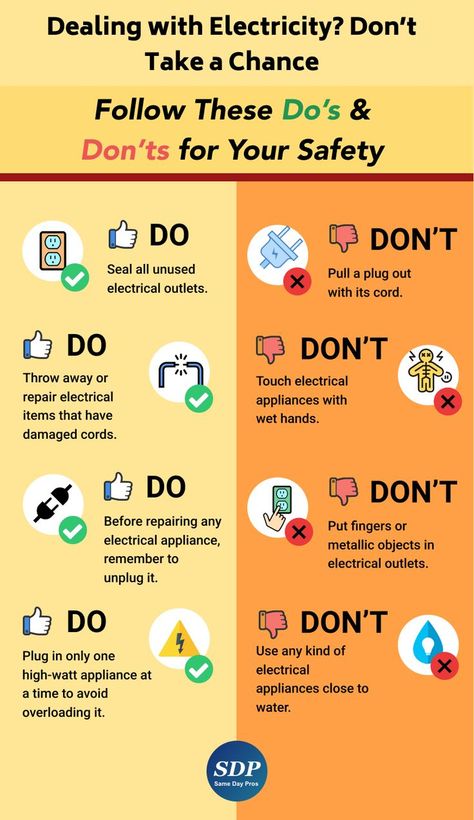 Dealing with Electricity? Don't
Take a Chance
Follow These Do's &
Don'ts for Your Safety
DO
Seal all unused
electrical outlets.
DO
Throw away or
repair electrical
items that have
damaged cords.
DO
Before repairing any
electrical appliance,
remember to
unplug it.
DO
Plug in only one
high-watt appliance at
a time to avoid
overloading it.
DON'T
Pull a plug out
with its cord.
DON'T
Touch electrical
appliances with
wet hands.
DON'T
Put fingers or
metallic objects in
electrical outlets.
DON'T
Use any kind of
electrical
appliances close to
water.
SDP
Same Day Pros